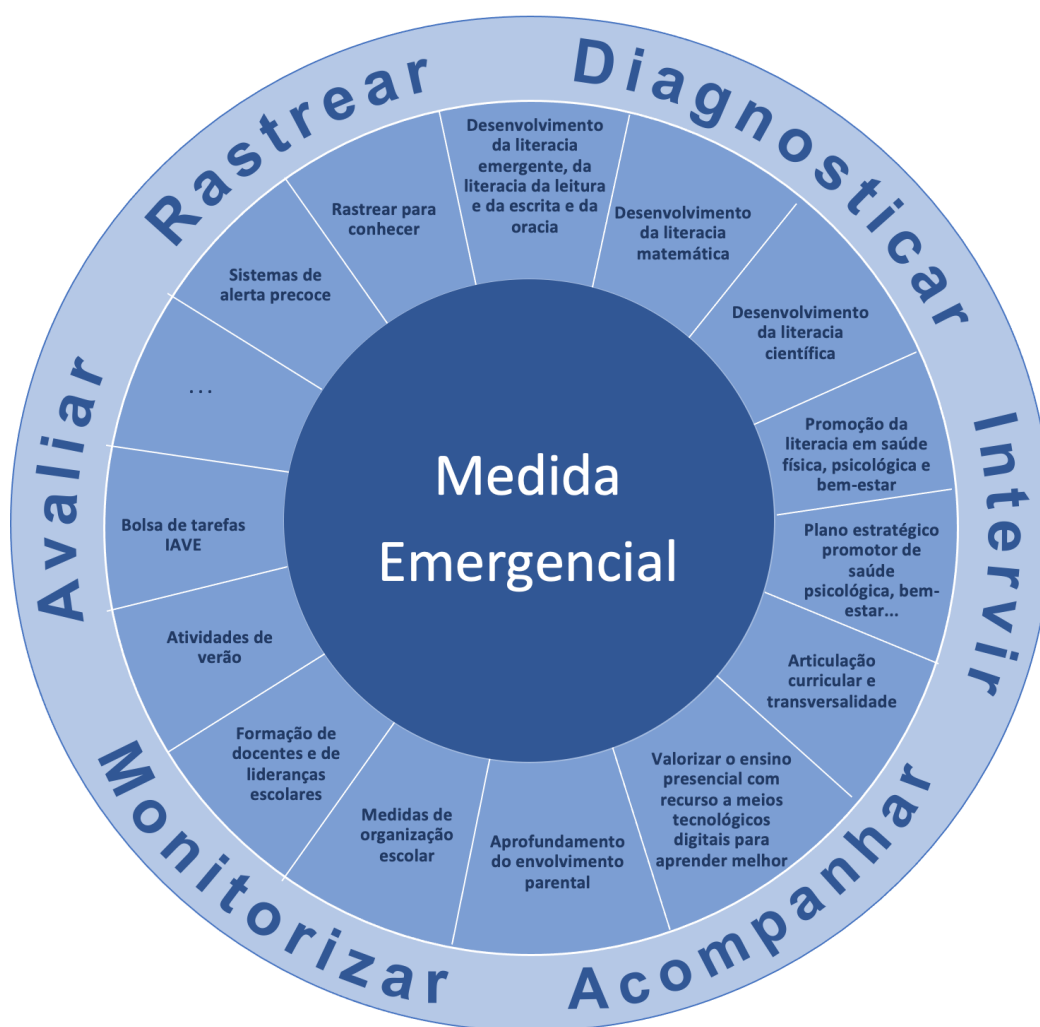 Rastrear
Diagnosticar
Intervir
Acompanhar
Monitorizar
Avaliar
Desenvolvimento
da literacia
emergente, da
literacia da leitura
e da escrita e da
oracia
Desenvolvimento
da literacia
matemática
Desenvolvimento
da literacia
científica
Promoção da
literacia em saúde
física, psicológica e
bem-estar
Plano estratégico
promotor de
saúde
psicológica, bem-
estar...
Articulação
curricular e
transversalidade
Valorizar o ensino
presencial com
recurso a meios
tecnológicos
digitais para
aprender melhor
Aprofundamento
do envolvimento
parental
Medidas de
organização
escolar
Formação de
docentes e de
lideranças
escolares
Atividades de
verão
Bolsa de tarefas
IAVE
...
Sistemas de
alerta precoce
Rastrear para
conhecer
Medida
Emergencial